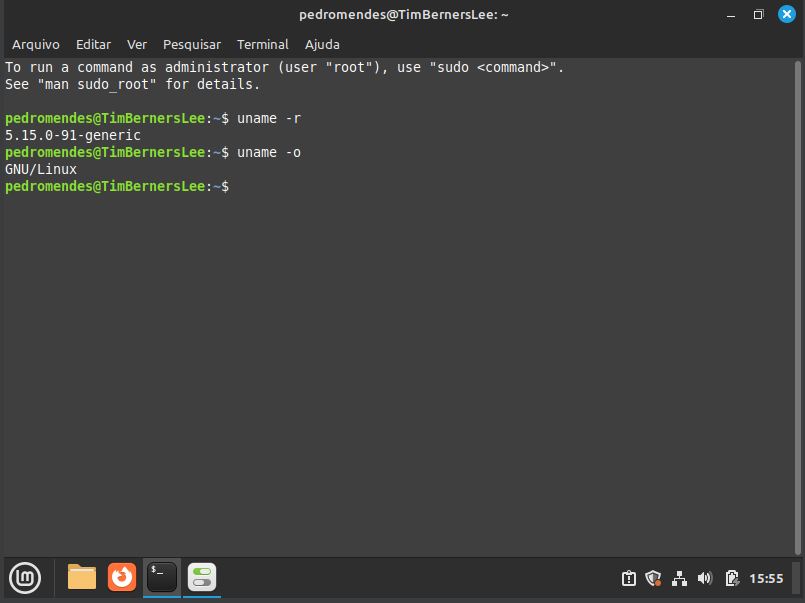 pedromendes@TimBernersLee: ~
Arquivo Editar Ver Pesquisar Terminal Ajuda
To run a command as administrator (user "root"), use "sudo <command>".
See "man sudo_root" for details.
pedromendes@TimBernersLee:~$ uname -r
5.15.0-91-generic
pedromendes@TimBernersLee:~$ uname -o
GNU/Linux
pedromendes@TimBernersLee:~$
$_
15:55